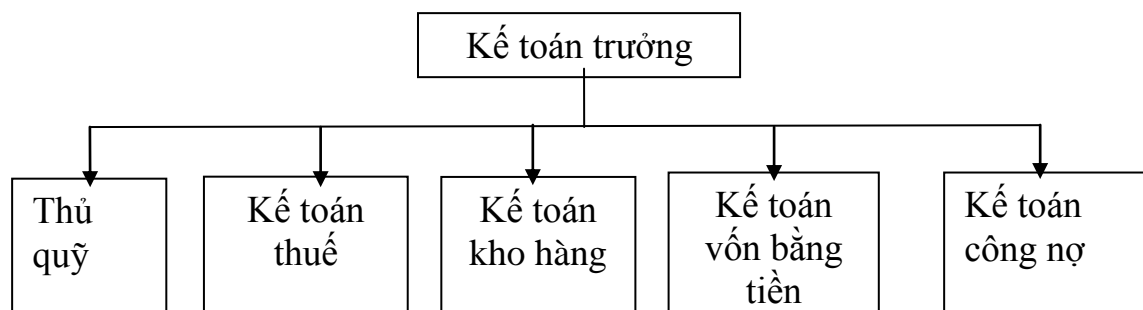 Kế toán trưởng
Thủ
quỹ
Kế toán
thuế
Kế toán
kho hàng
Kế toán
vốn bằng
tiền
Kế toán
công nợ